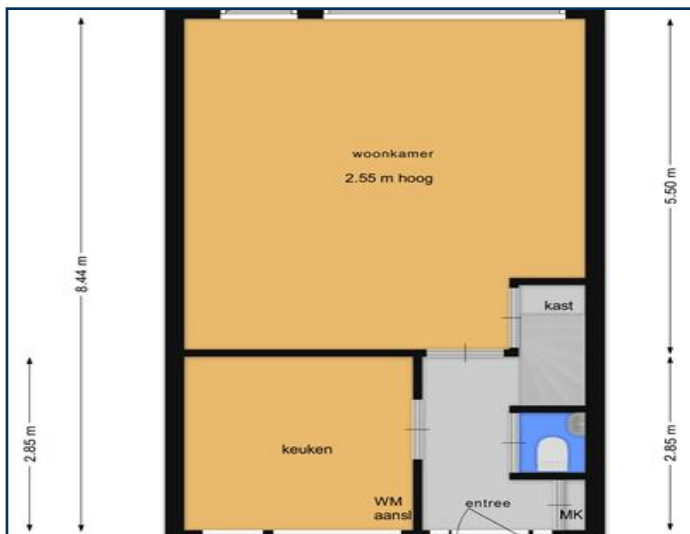 woonkamer
2.55 m hoog
5.50 m
8.44 m
kast
2.85 m
keuken
2.85 m
WM
aansl
entree
MK